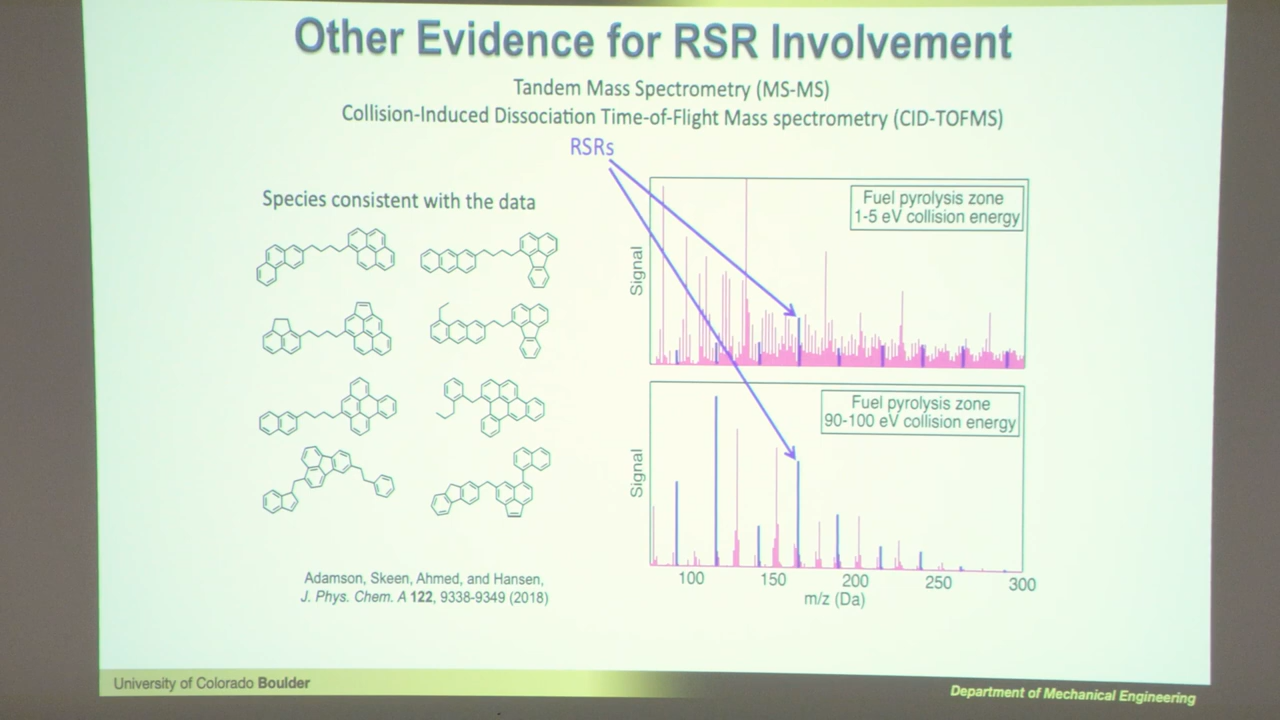 Other Evidence for RSR Involvement
Tandem Mass Spectrometry (MS-MS)
Collision-Induced Dissociation Time-of-Flight Mass spectrometry (CID-TOFMS)
RSRs
Species consistent with the data
Fuel pyrolysis zone
1-5 eV collision energy
Signal
Fuel pyrolysis zone
90-100 eV collision energy
Signal
100 150 200 250 300
m/z (Da)
Adamson, Skeen, Ahmed, and Hansen,
J. Phys. Chem. A 122, 9338-9349 (2018)
University of Colorado Boulder
Department of Mechanical Engineering